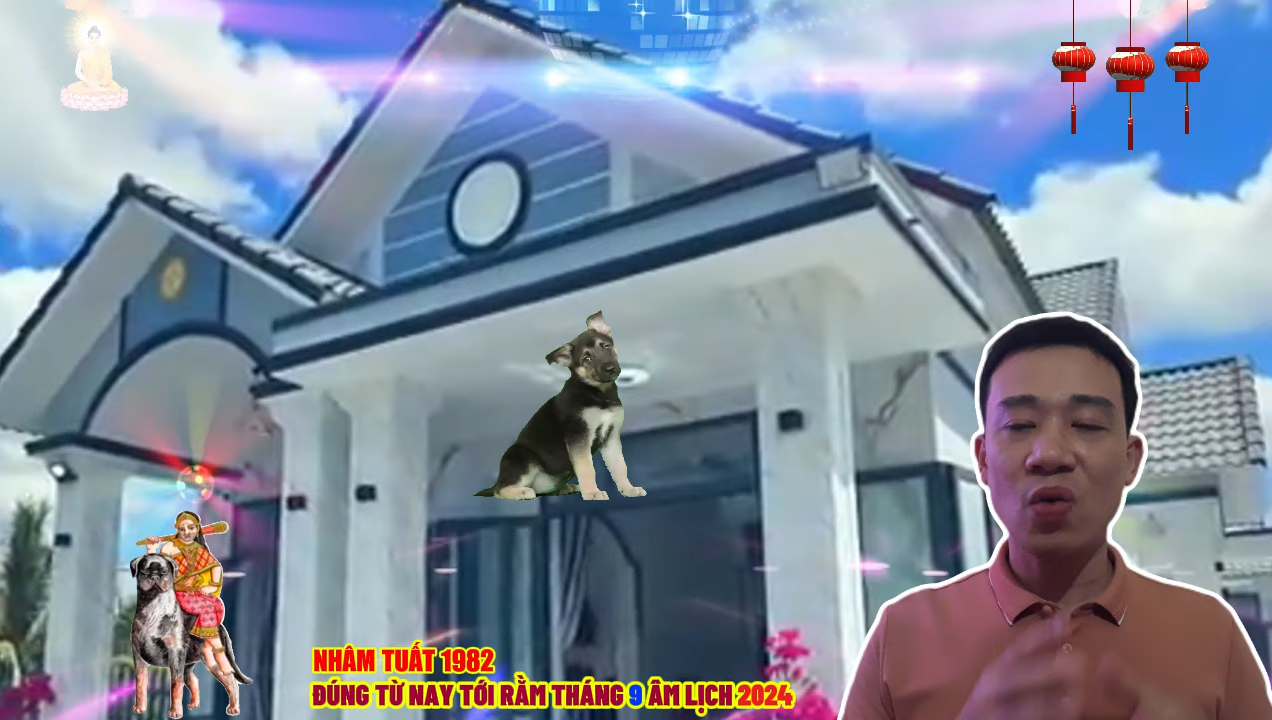 NHÂM TUẤT 1982
ĐÚNG TỪ NAY TỚI RẰM THÁNG 9 ÂM LỊCH 2024